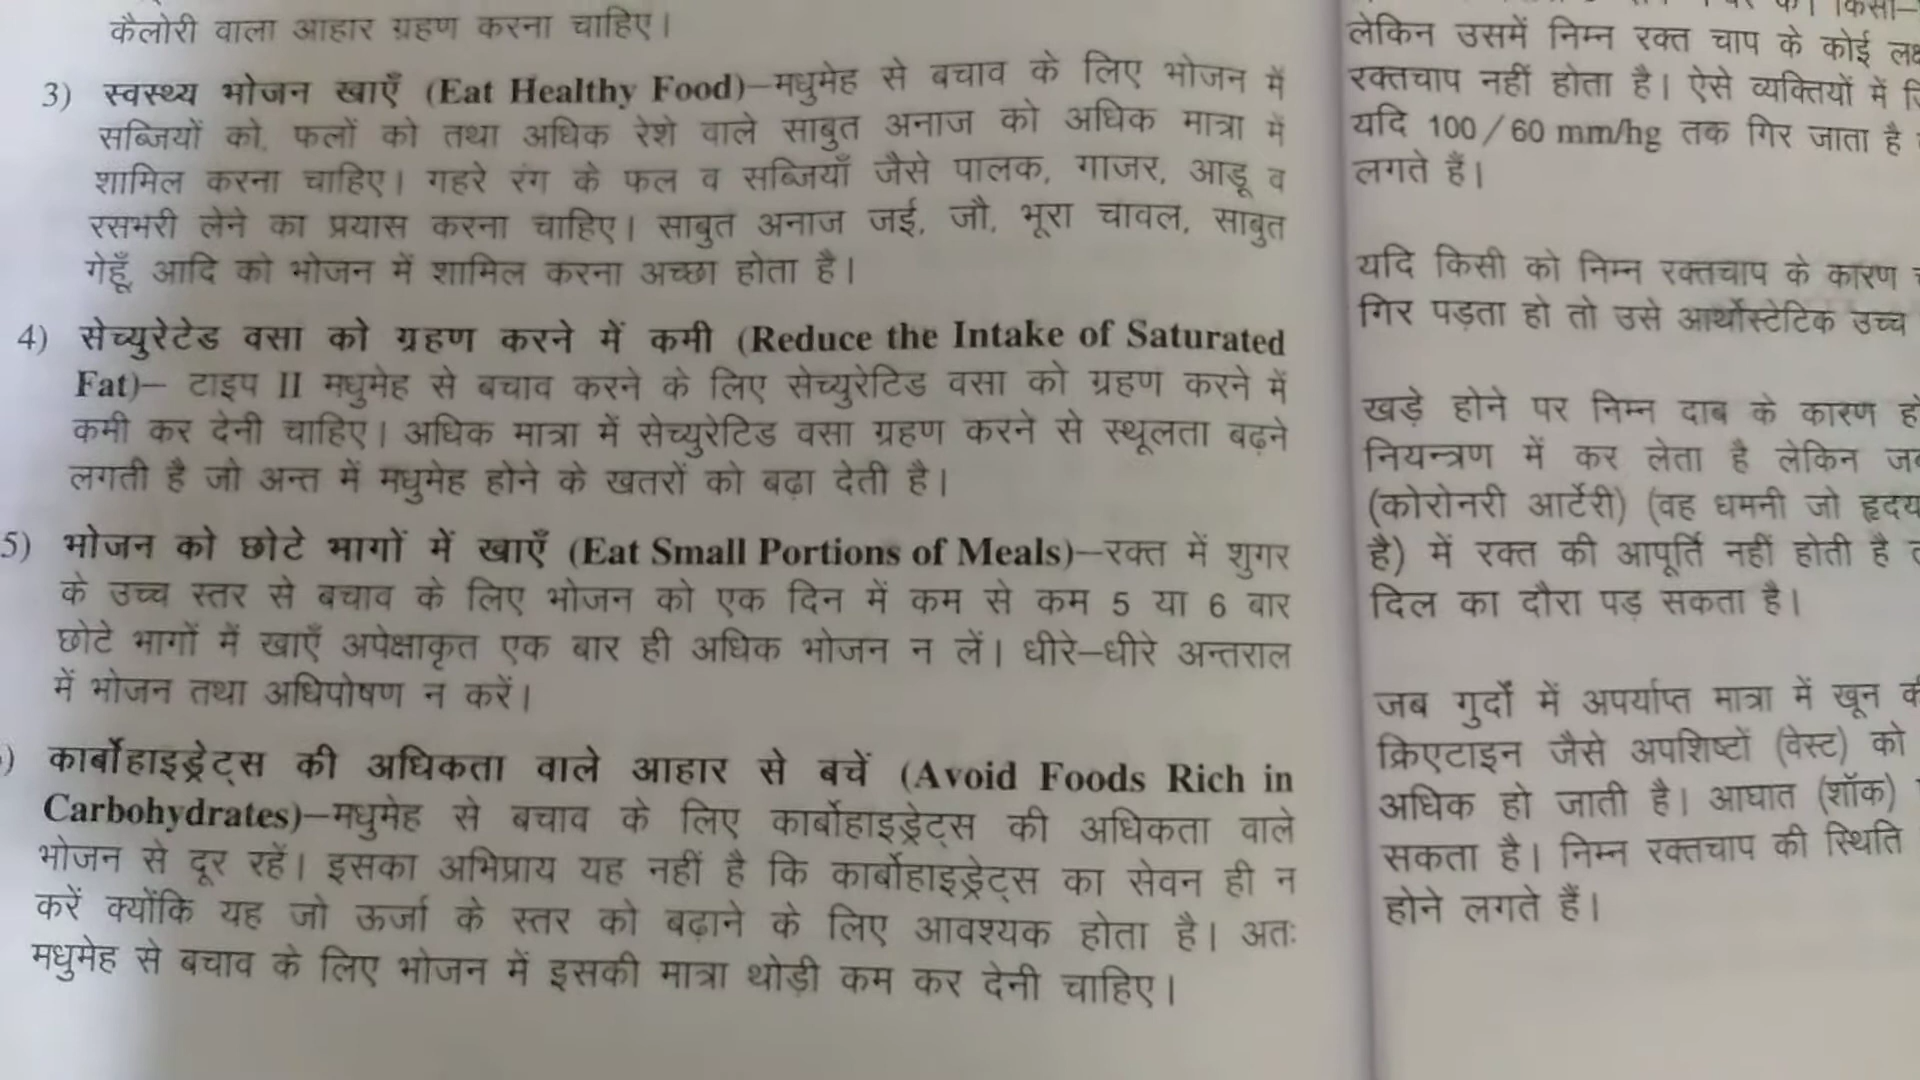 कैलोरी वाला आहार ग्रहण करना चाहिए।
3) स्वस्थ्य भोजन खाएँ (Eat Healthy Food)–मधुमेह से बचाव के लिए भोजन में
सब्जियों को, फलों को तथा अधिक रेशे वाले साबुत अनाज को अधिक मात्रा में
शामिल करना चाहिए। गहरे रंग के फल व सब्जियाँ जैसे पालक, गाजर, आडू व
रसभरी लेने का प्रयास करना चाहिए। साबुत अनाज जई, जौ, भूरा चावल, साबुत
गेहूँ, आदि को भोजन में शामिल करना अच्छा होता है।
4) सेच्युरेटेड वसा को ग्रहण करने में कमी (Reduce the Intake of Saturated
Fat)– टाइप II मधुमेह से बचाव करने के लिए सेच्युरेटिड वसा को ग्रहण करने में
कमी कर देनी चाहिए। अधिक मात्रा में सेच्युरेटिड वसा ग्रहण करने से स्थूलता बढ़ने
लगती है जो अन्त में मधुमेह होने के खतरों को बढ़ा देती है।
5) भोजन को छोटे भागों में खाएँ (Eat Small Portions of Meals)–रक्त में शुगर
के उच्च स्तर से बचाव के लिए भोजन को एक दिन में कम से कम 5 या 6 बार
छोटे भागों में खाएँ अपेक्षाकृत एक बार ही अधिक भोजन न लें। धीरे–धीरे अन्तराल
में भोजन तथा अधिपोषण न करें।
) कार्बोहाइड्रेट्स की अधिकता वाले आहार से बचें (Avoid Foods Rich in
Carbohydrates)–मधुमेह से बचाव के लिए कार्बोहाइड्रेट्स की अधिकता वाले
भोजन से दूर रहें। इसका अभिप्राय यह नहीं है कि कार्बोहाइड्रेट्स का सेवन ही न
करें क्योंकि यह जो ऊर्जा के स्तर को बढ़ाने के लिए आवश्यक होता है। अतः
मधुमेह से बचाव के लिए भोजन में इसकी मात्रा थोड़ी कम कर देनी चाहिए।
लेकिन उसमें निम्न रक्त चाप के कोई
रक्तचाप नहीं होता है। ऐसे व्यक्तियों में
यदि 100/60 mm/hg तक गिर जाता है
लगते हैं।
यदि किसी को निम्न रक्तचाप के कारण
गिर पड़ता हो तो उसे आर्थोस्टेटिक उच्च
खड़े होने पर निम्न दाब के कारण
नियन्त्रण में कर लेता है लेकिन
(कोरोनरी आर्टेरी) (वह धमनी जो हृदय
है) में रक्त की आपूर्ति नहीं होती है
दिल का दौरा पड़ सकता है।
जब गुर्दों में अपर्याप्त मात्रा में खून
क्रिएटाइन जैसे अपशिष्टों (वेस्ट) को
अधिक हो जाती है। आघात (शॉक)
सकता है। निम्न रक्तचाप की स्थिति
होने लगते हैं।